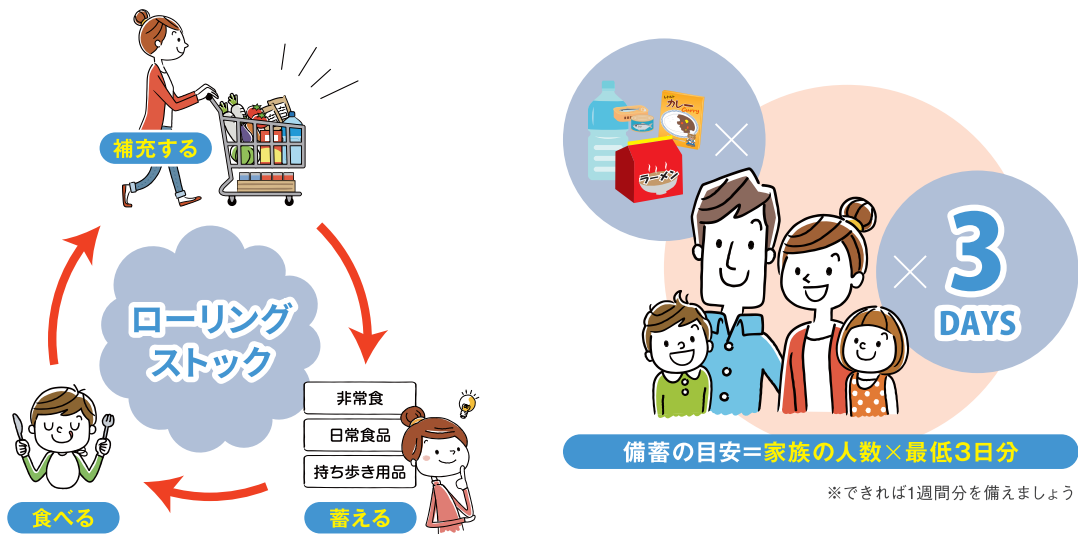 補充する
ローリング
ストック
非常食
日常食品
持ち歩き用品
蓄える
食べる
カレー
curry
ラーメン
3
DAYS
備蓄の目安=家族の人数×最低3日分
※できれば1週間分を備えましょう